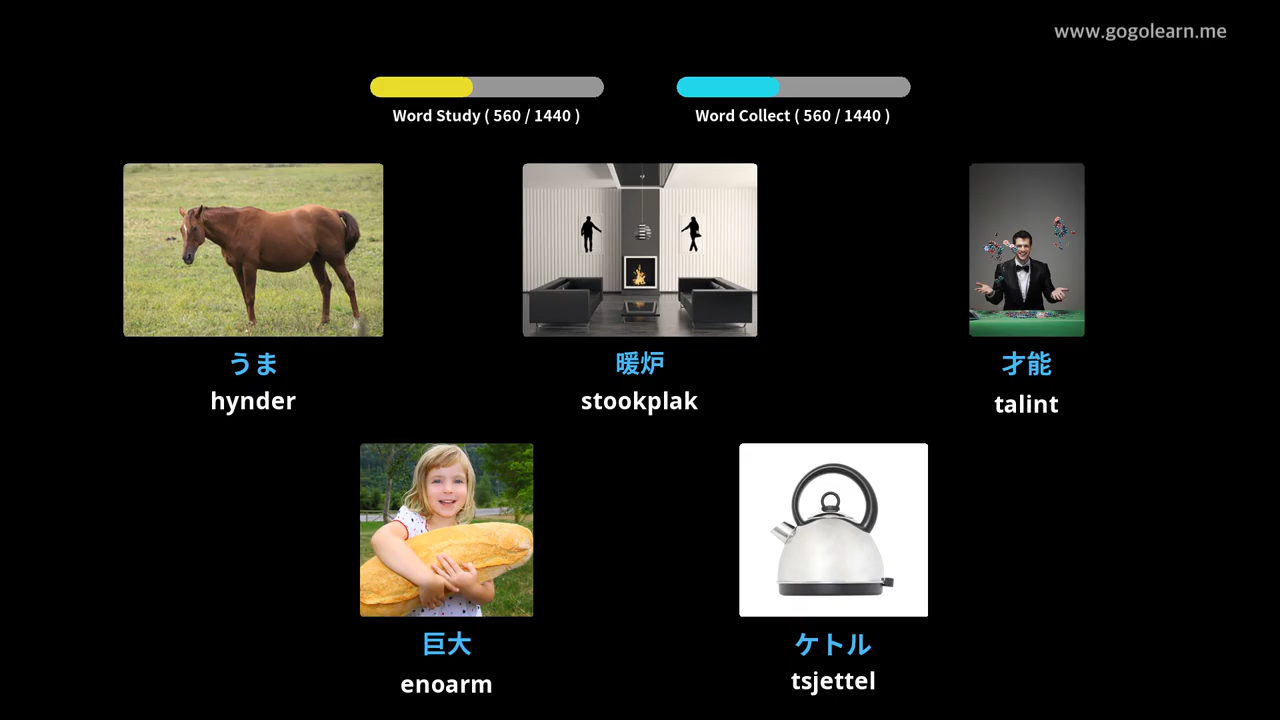 www.gogolearn.me
Word Study ( 560 / 1440 )
Word Collect ( 560 / 1440 )
うま
暖炉
才能
hynder
stookplak
talint
巨大
ケトル
enoarm
tsjettel